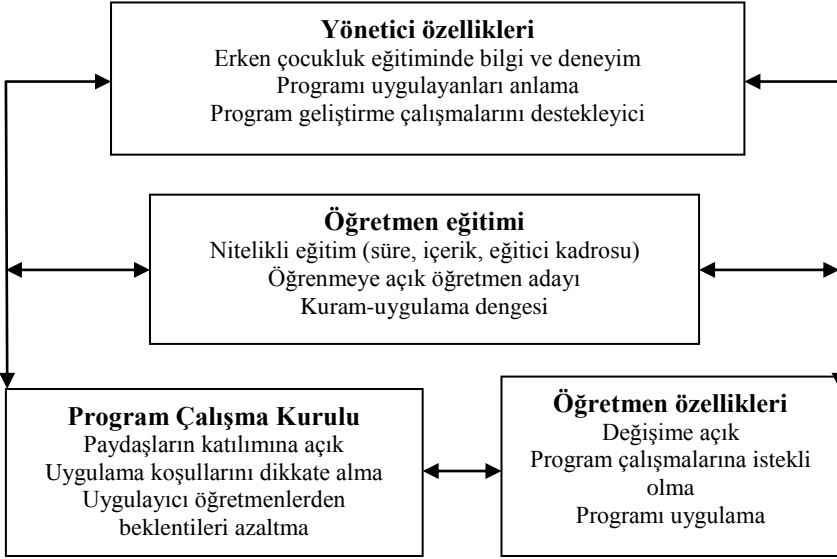 Yönetici özellikleri
Erken çocukluk eğitiminde bilgi ve deneyim
Programı uygulayanları anlama
Program geliştirme çalışmalarını destekleyici
Öğretmen eğitimi
Nitelikli eğitim (süre, içerik, eğitici kadrosu)
Öğrenmeye açık öğretmen adayı
Kuram-uygulama dengesi
Program Çalışma Kurulu
Paydaşların katılımına açık
Uygulama koşullarını dikkate alma
Uygulayıcı öğretmenlerden
beklentileri azaltma
Öğretmen özellikleri
Değişime açık
Program çalışmalarına istekli
olma
Programı uygulama